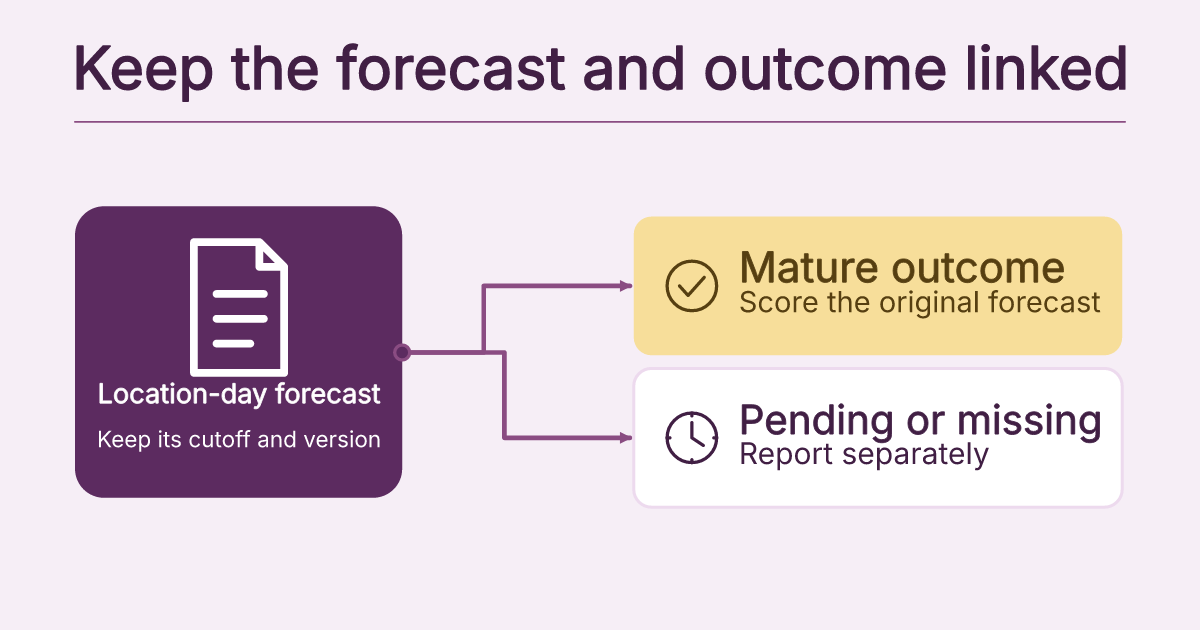 Keep the forecast and outcome linked
Location-day forecast
Keep its cutoff and version
Mature outcome
Score the original forecast
Pending or missing
Report separately